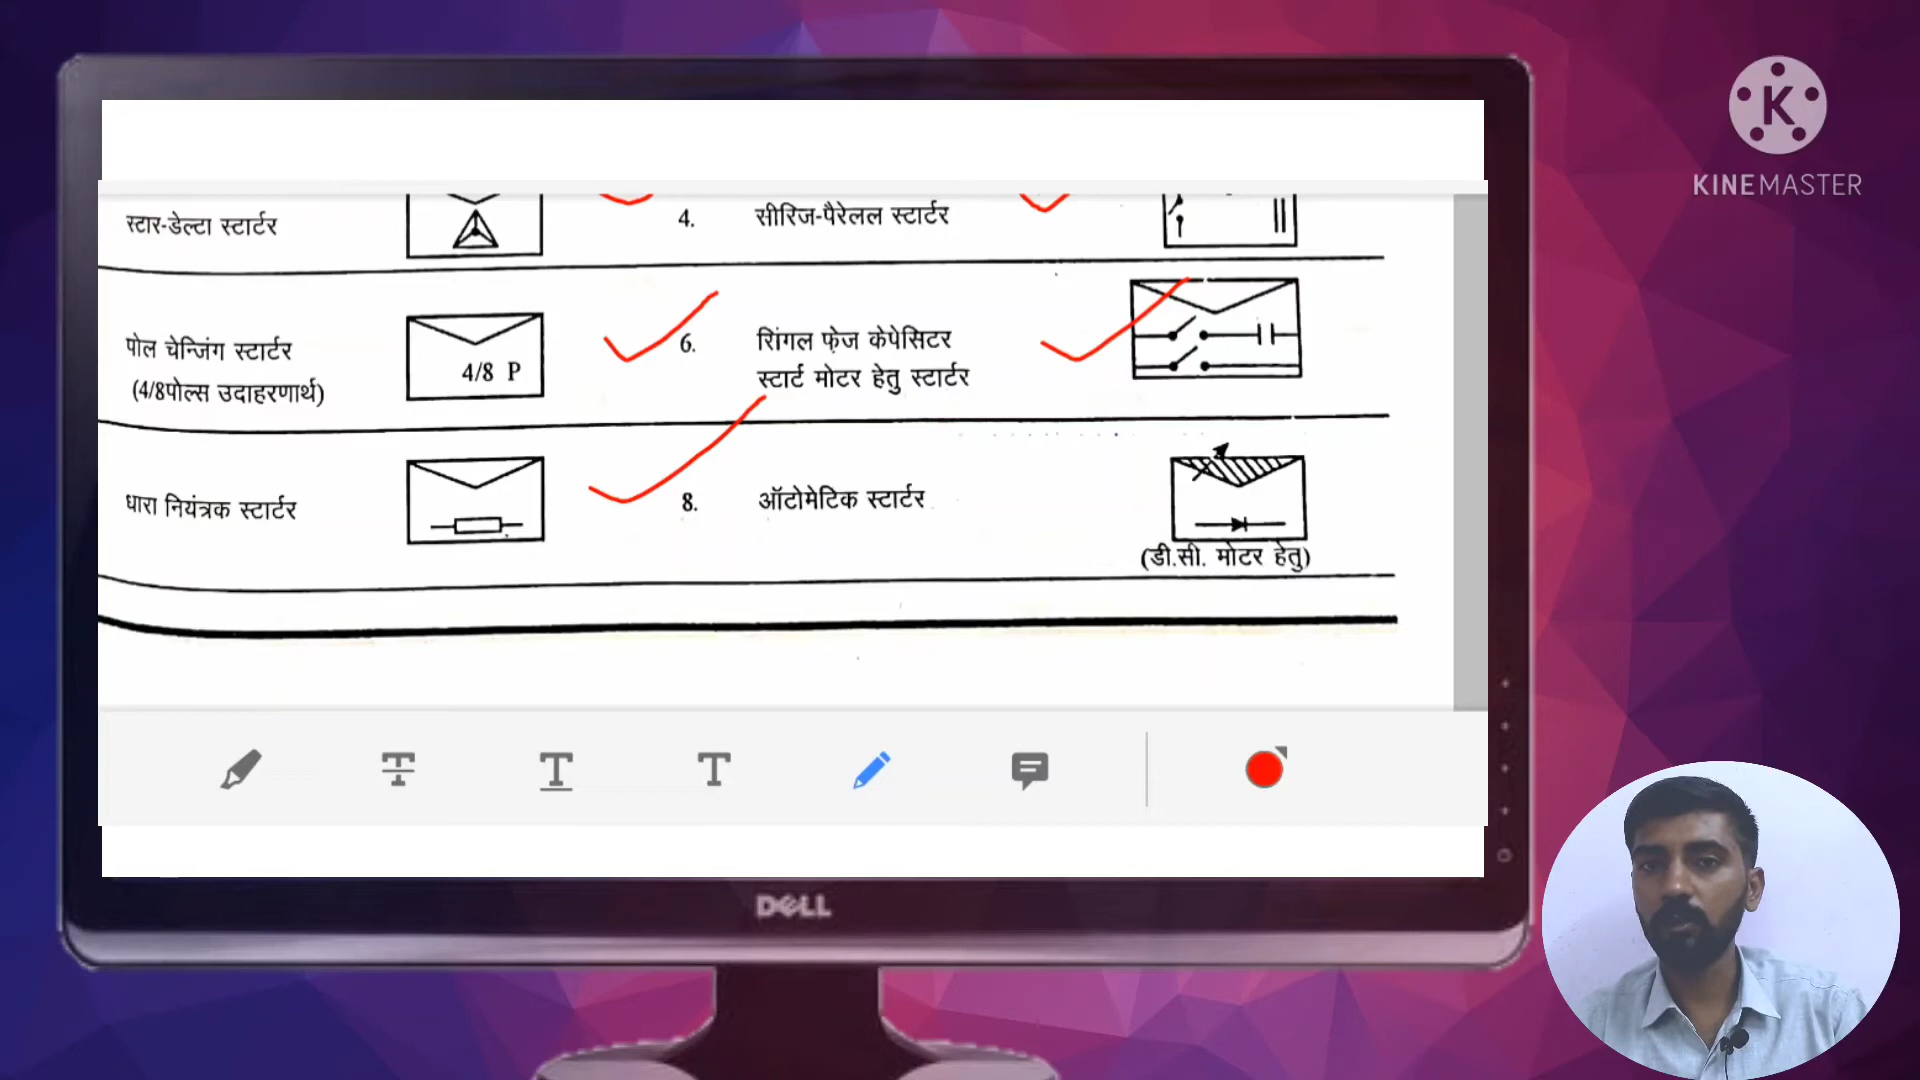 स्टार-डेल्टा स्टार्टर
4. सीरिज-पैरेलल स्टार्टर
पोल चेन्जिंग स्टार्टर
(4/8पोल्स उदाहरणार्थ)
4/8 P
6. रिंगल फ़ेज केपेसिटर
स्टार्ट मोटर हेतु स्टार्टर
धारा नियंत्रक स्टार्टर
8. ऑटोमेटिक स्टार्टर
(डी.सी. मोटर हेतु)
T
T
T
DELL
K
KINEMASTER